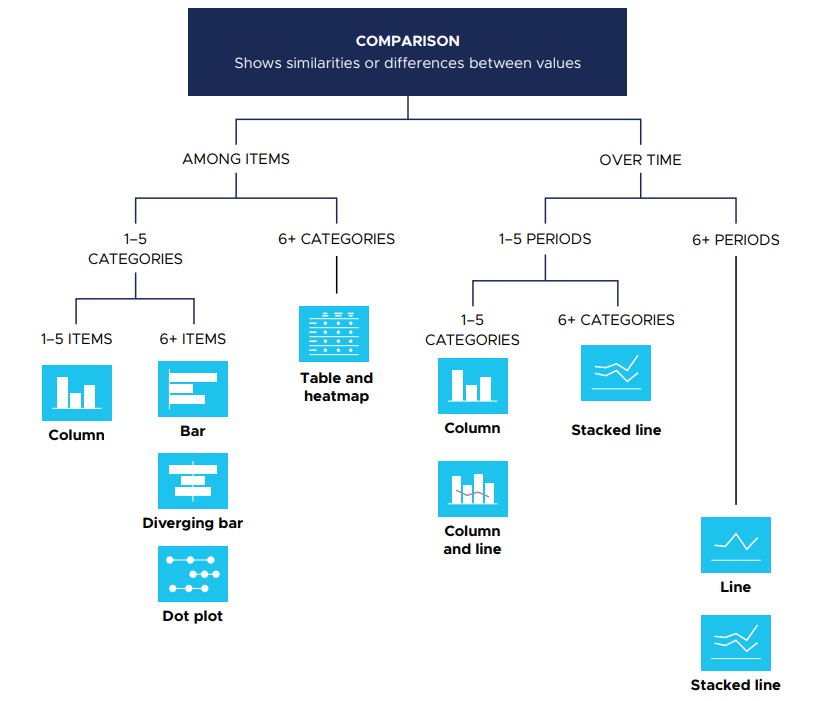 COMPARISON
Shows similarities or differences between values
AMONG ITEMS
OVER TIME
1–5
CATEGORIES
6+ CATEGORIES
1–5 PERIODS
6+ PERIODS
1–5 ITEMS
6+ ITEMS
1–5
CATEGORIES
6+ CATEGORIES
Column
Bar
Diverging bar
Dot plot
Table and
heatmap
Column
Column
and line
Stacked line
Line
Stacked line